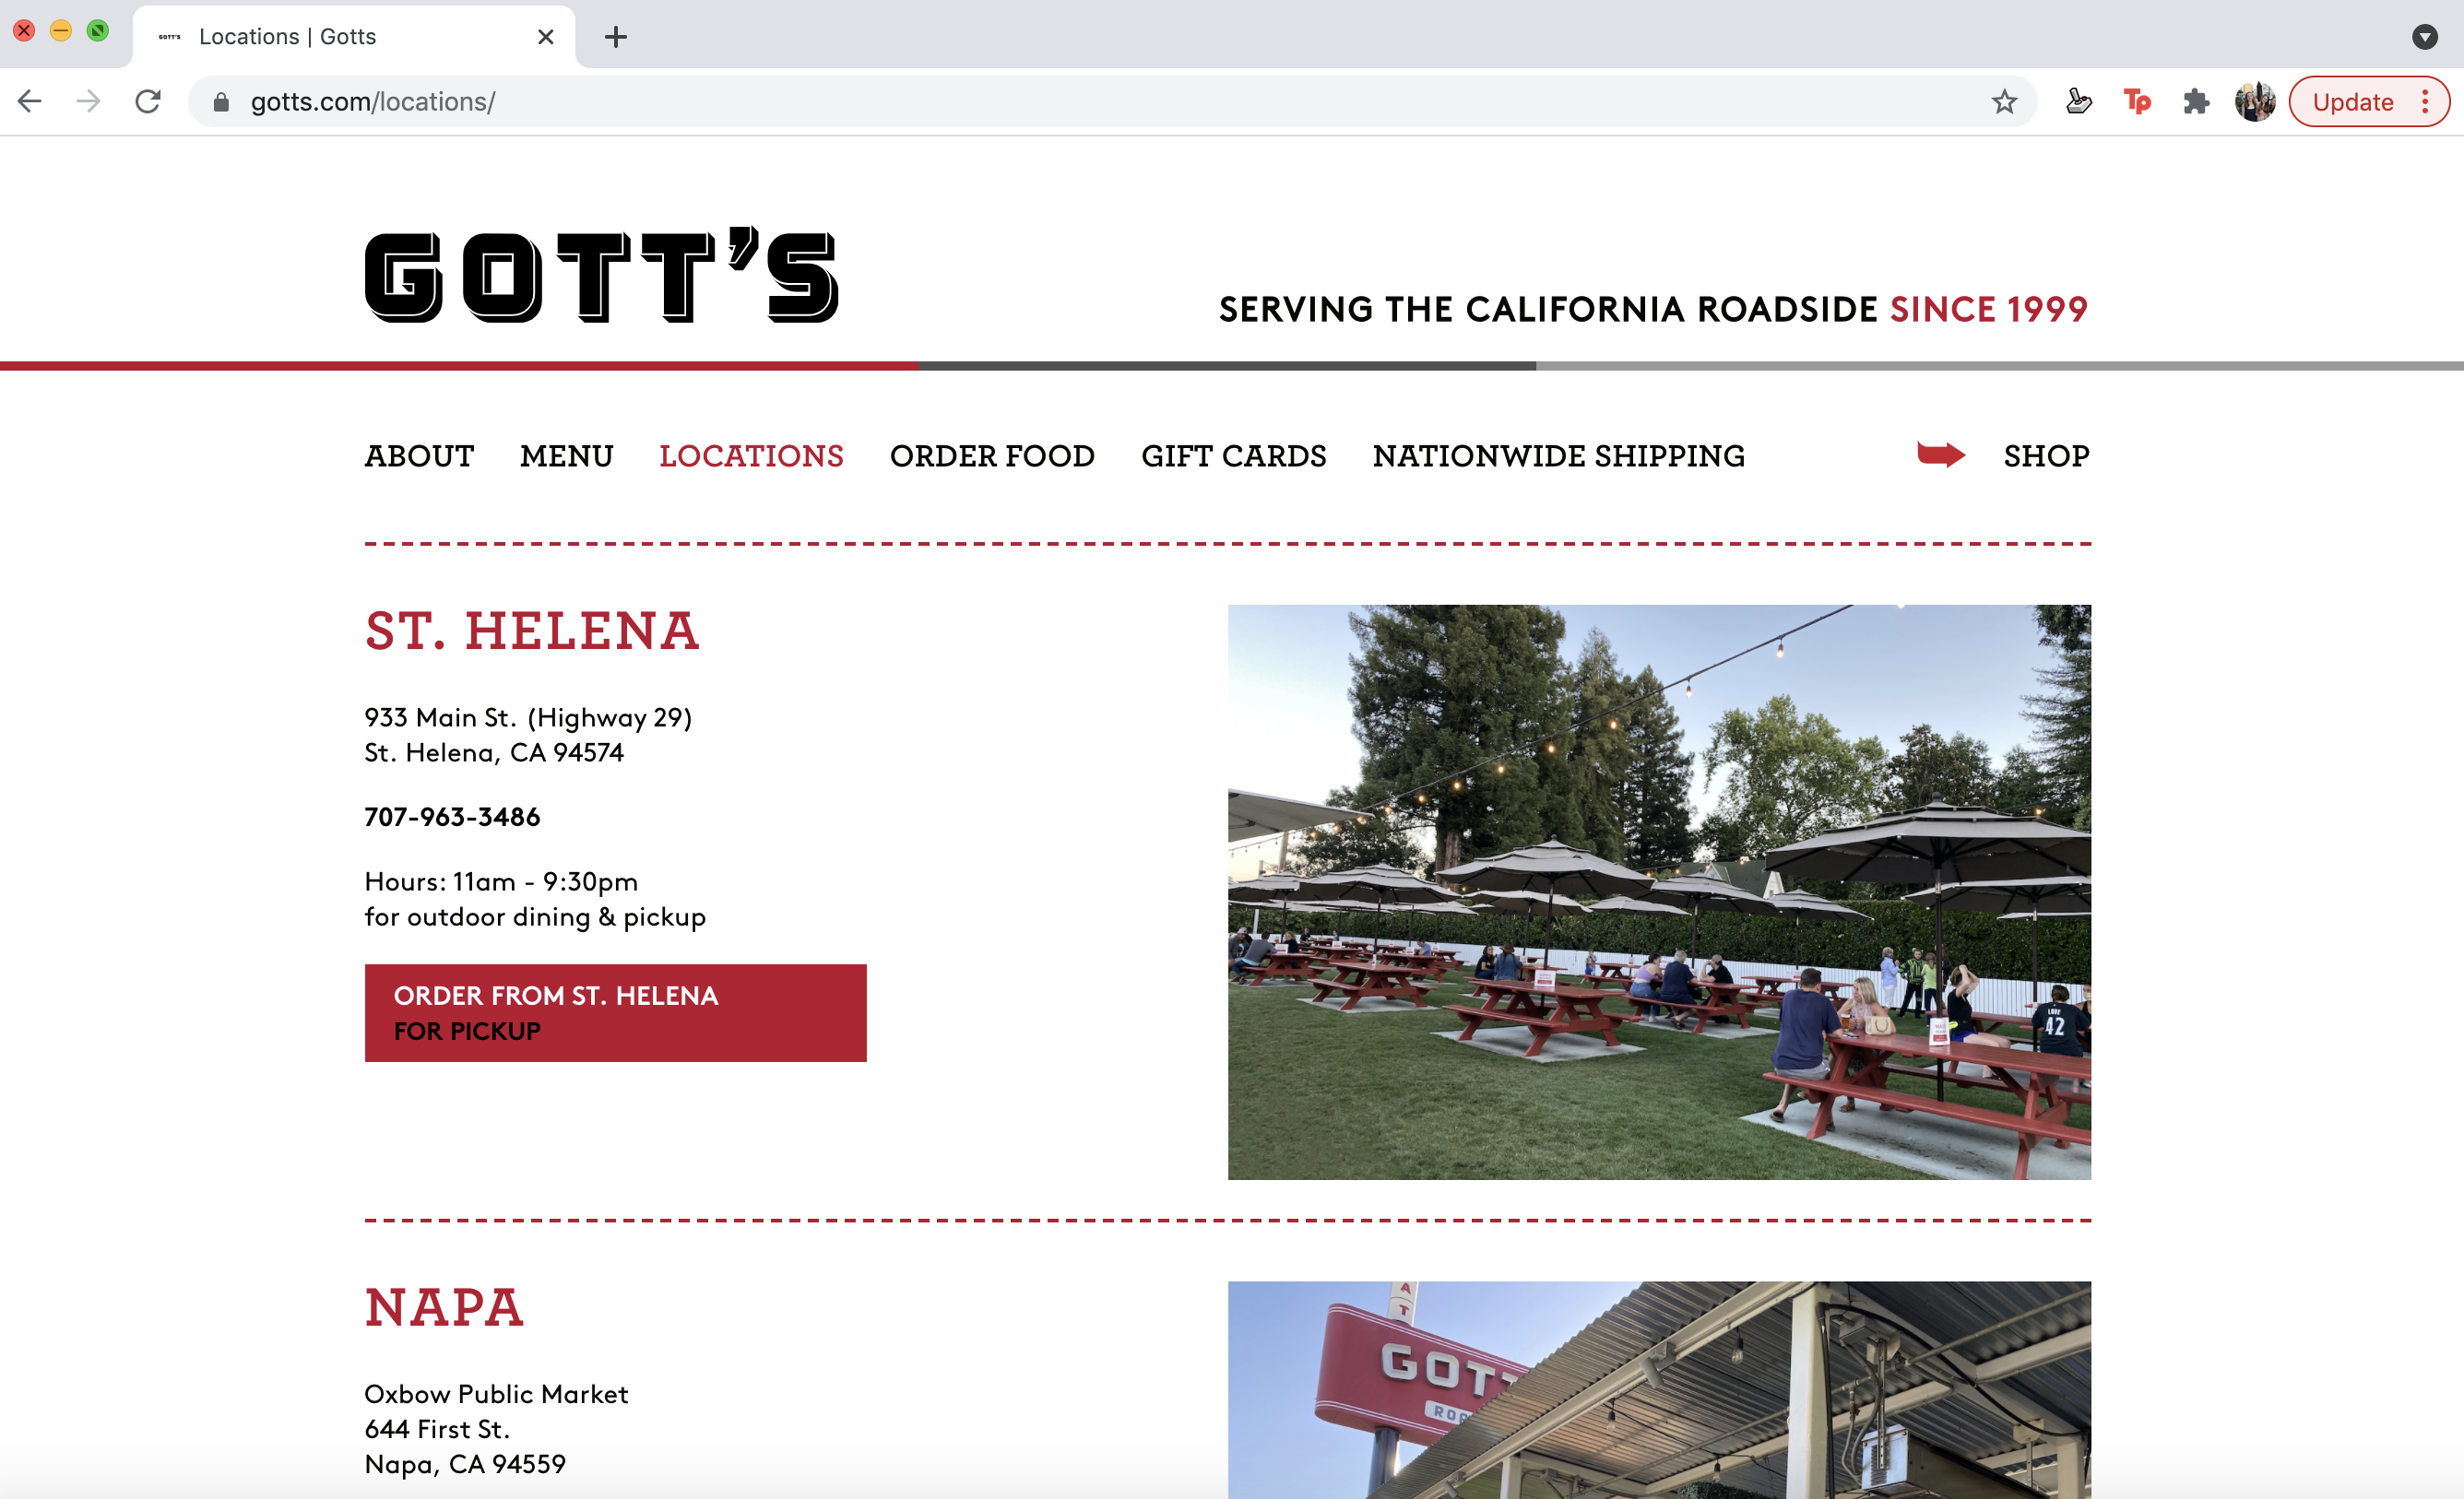 GOTT'S
Locations | Gotts
gotts.com/locations/
Tp
Update
GOTT'S
SERVING THE CALIFORNIA ROADSIDE SINCE 1999
ABOUT MENU LOCATIONS ORDER FOOD GIFT CARDS NATIONWIDE SHIPPING SHOP
ST. HELENA
933 Main St. (Highway 29)
St. Helena, CA 94574
707-963-3486
Hours: 11am - 9:30pm
for outdoor dining & pickup
ORDER FROM ST. HELENA
FOR PICKUP
42
NAPA
Oxbow Public Market
644 First St.
Napa, CA 94559
A
T
GOTT
ROA